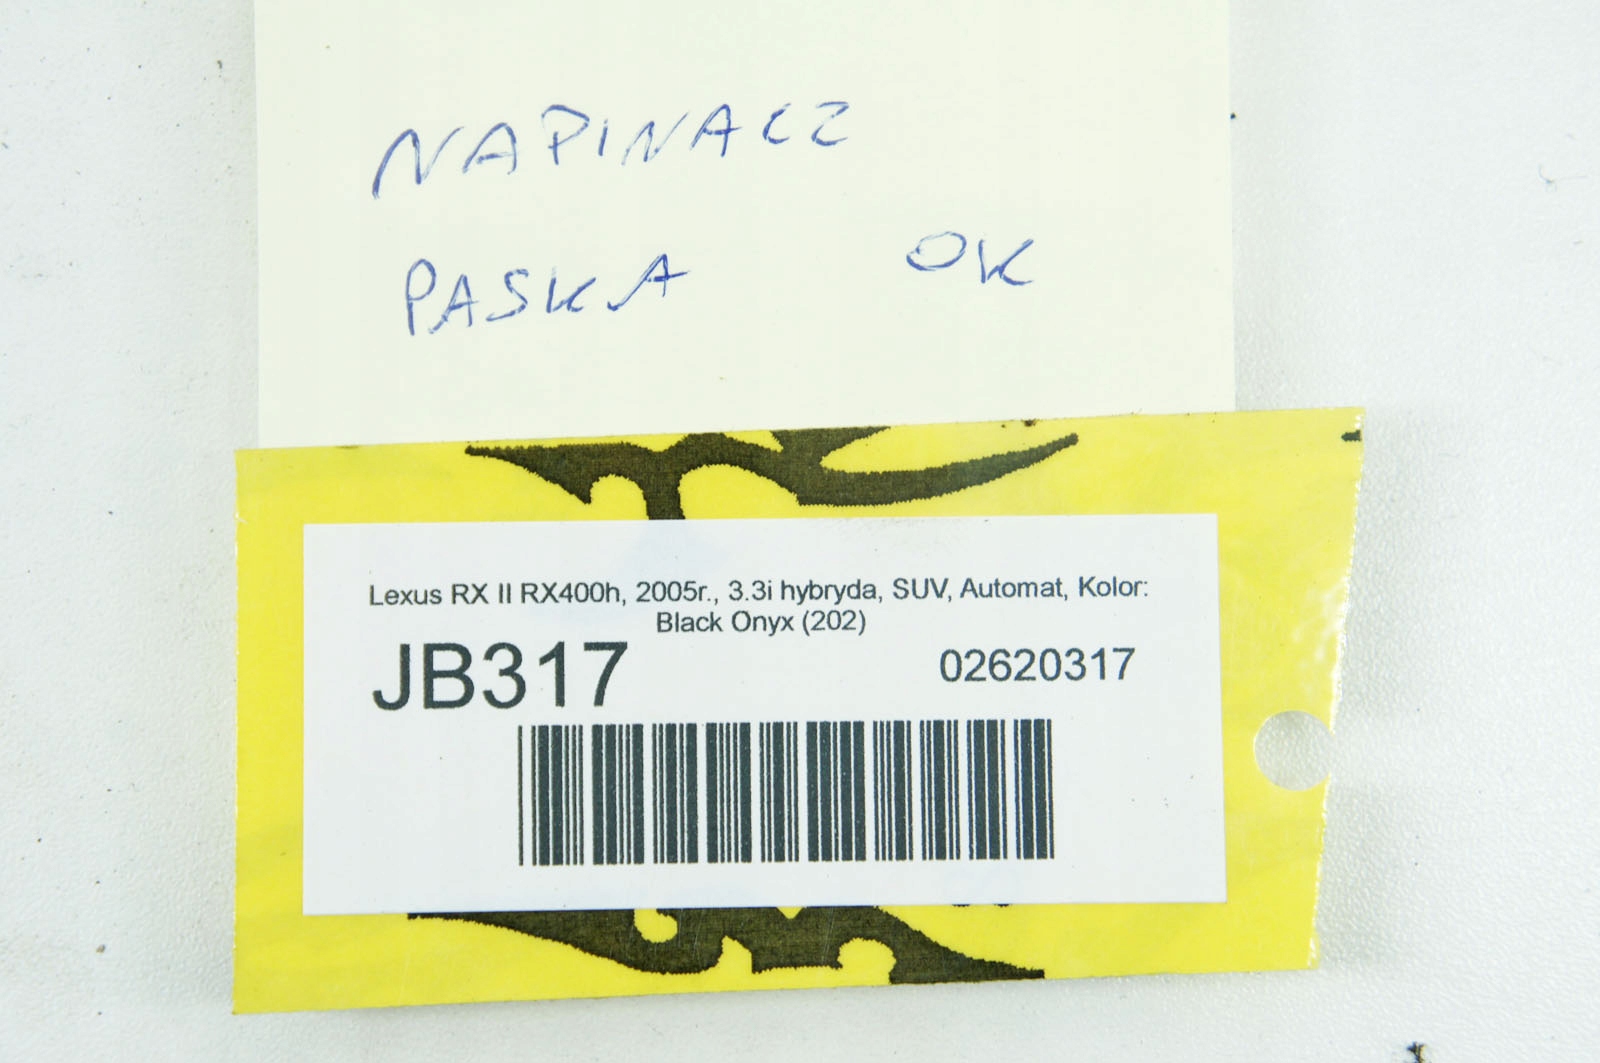 NAPINACZ
PASKA OK
Lexus RX II RX400h, 2005r., 3.3i hybryda, SUV, Automat, Kolor:
Black Onyx (202)
JB317 02620317